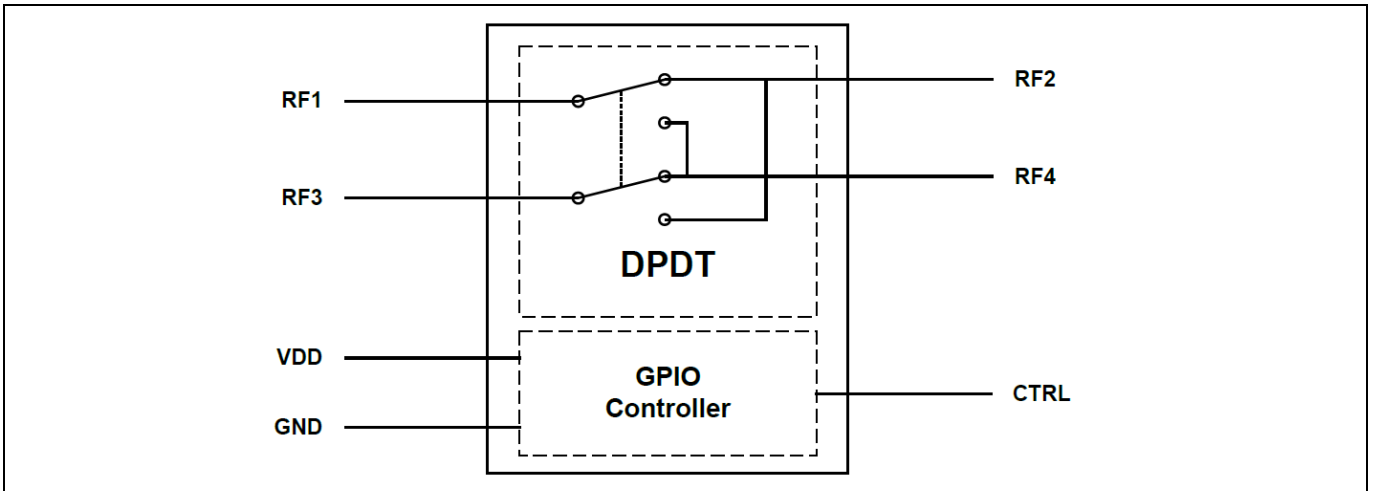 RF1
RF2
RF3
RF4
DPDT
VDD
GND
GPIO
Controller
CTRL